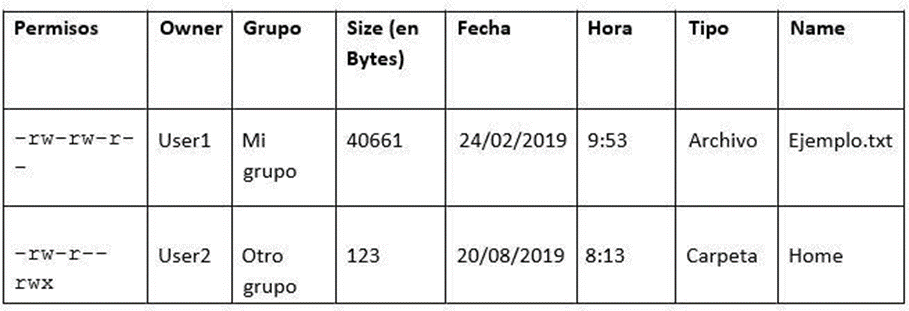 Permisos Owner Grupo Size (en Bytes) Fecha Hora Tipo Name
-rw-rw-r-- User1 Mi grupo 40661 24/02/2019 9:53 Archivo Ejemplo.txt
-rw-r--rwx User2 Otro grupo 123 20/08/2019 8:13 Carpeta Home